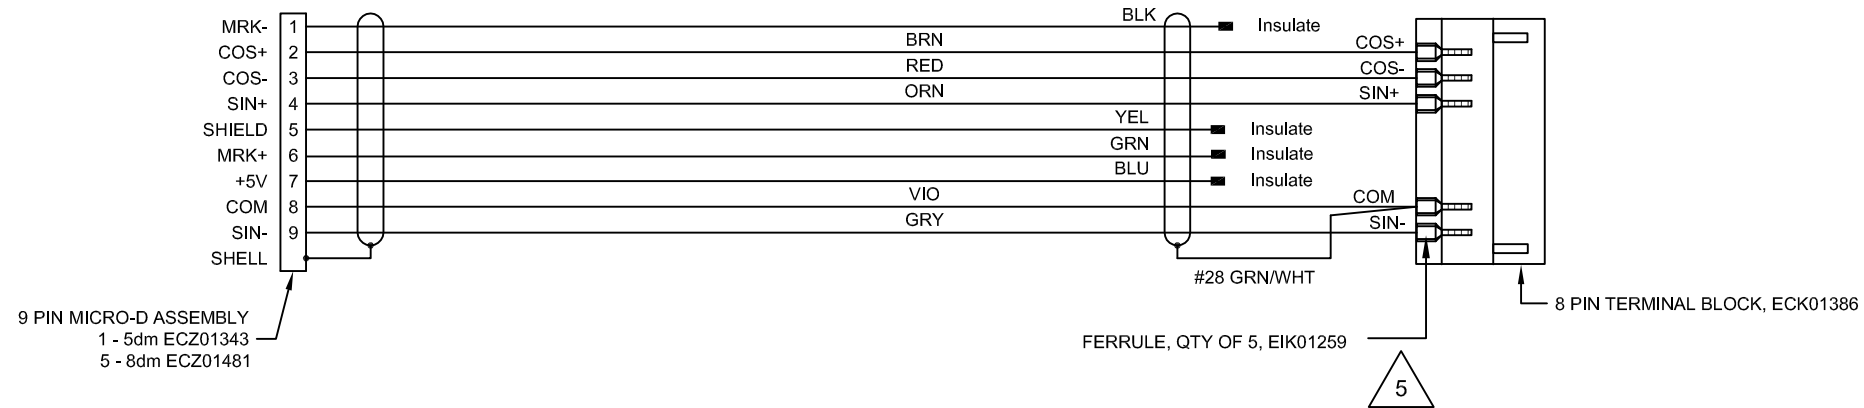 MRK- 1 BLK Insulate
COS+ 2 BRN COS+
COS- 3 RED COS-
SIN+ 4 ORN SIN+
SHIELD 5 YEL Insulate
MRK+ 6 GRN Insulate
+5V 7 BLU Insulate
COM 8 VIO COM
SIN- 9 GRY SIN-
SHELL
#28 GRN/WHT
9 PIN MICRO-D ASSEMBLY
1 - 5dm ECZ01343
5 - 8dm ECZ01481
8 PIN TERMINAL BLOCK, ECK01386
FERRULE, QTY OF 5, EIK01259
5